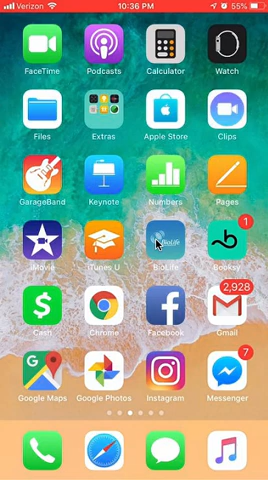 Verizon 10:36 PM 55%
FaceTime Podcasts Calculator Watch
Files Extras Apple Store Clips
GarageBand Keynote Numbers Pages
BioLife 1
iMovie iTunes U BioLife Booksy
2,928
Cash Chrome Facebook Gmail
7
Google Maps Google Photos Instagram Messenger